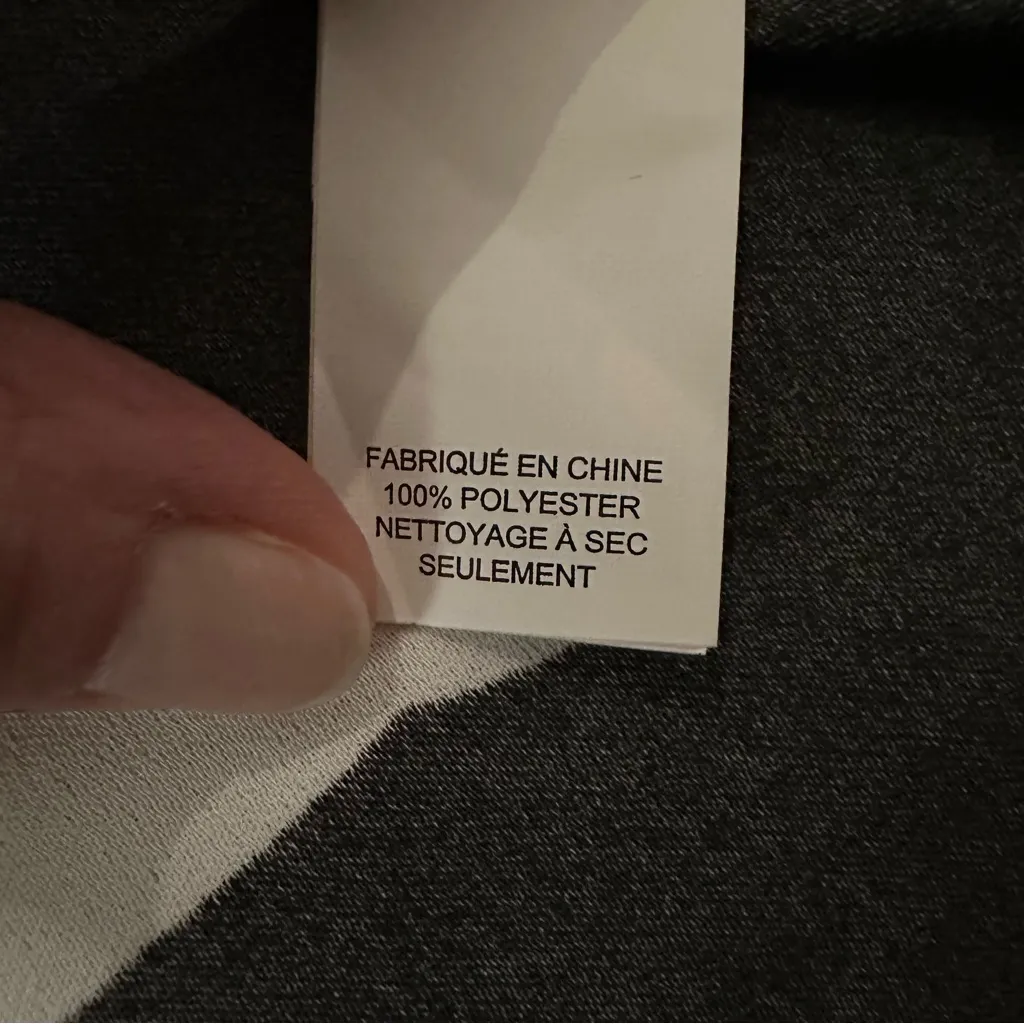 FABRIQUÉ EN CHINE
100% POLYESTER
NETTOYAGE À SEC
SEULEMENT